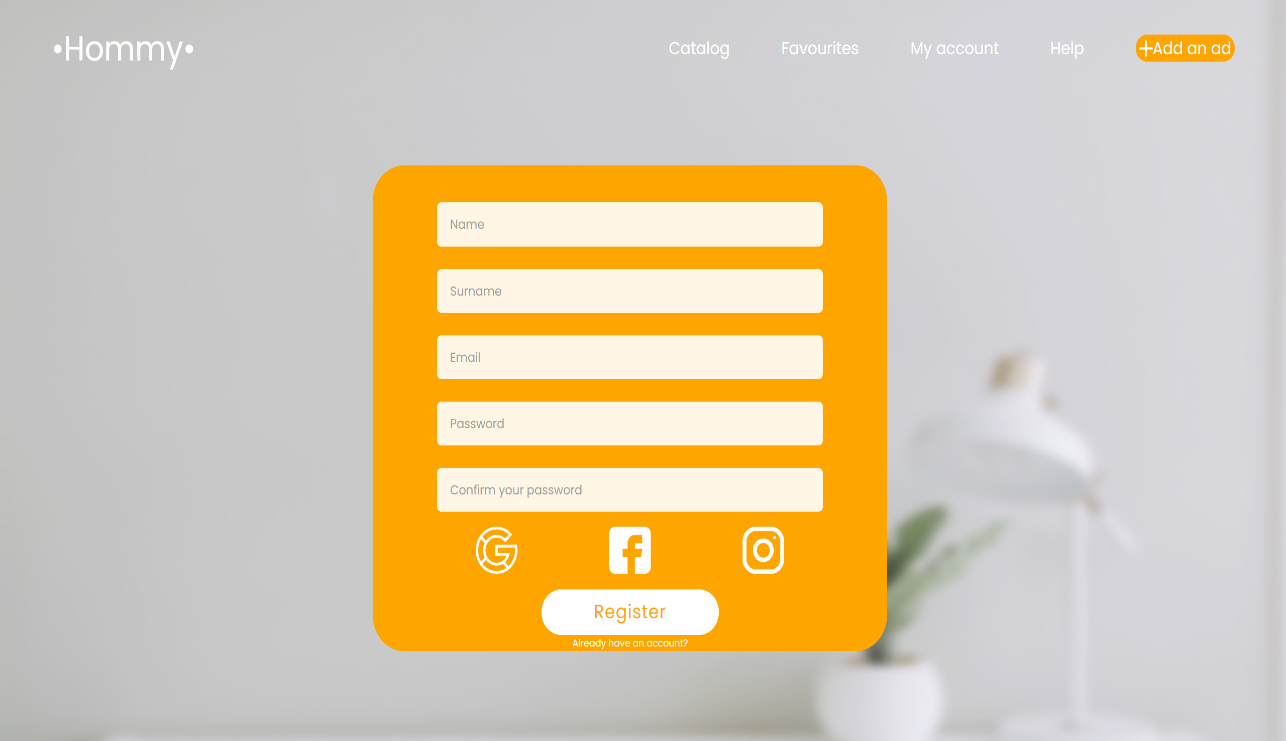 •Hommy•
Catalog
Favourites
My account
Help
+Add an ad
Name
Surname
Email
Password
Confirm your password
Register
Already have an account?